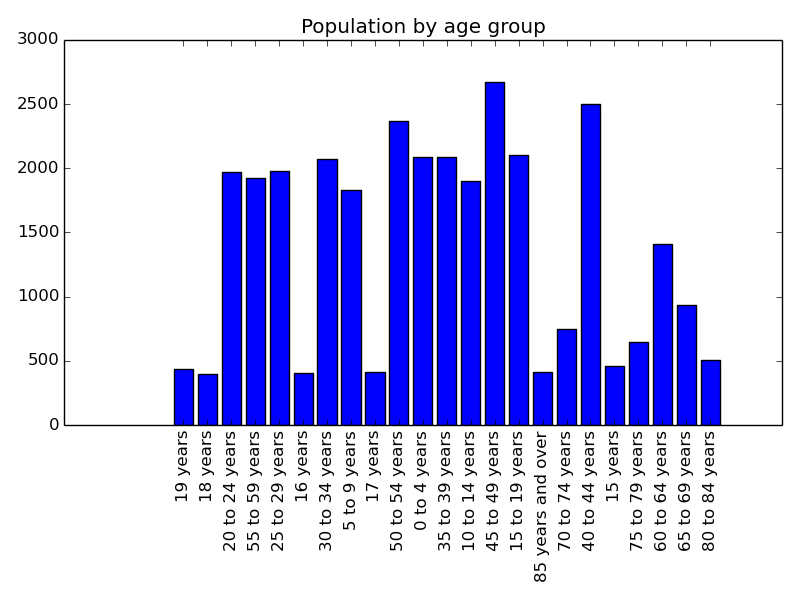 Population by age group
3000
2500
2000
1500
1000
500
0
19 years
18 years
20 to 24 years
55 to 59 years
25 to 29 years
16 years
30 to 34 years
5 to 9 years
17 years
50 to 54 years
0 to 4 years
35 to 39 years
10 to 14 years
45 to 49 years
15 to 19 years
85 years and over
70 to 74 years
40 to 44 years
15 years
75 to 79 years
60 to 64 years
65 to 69 years
80 to 84 years